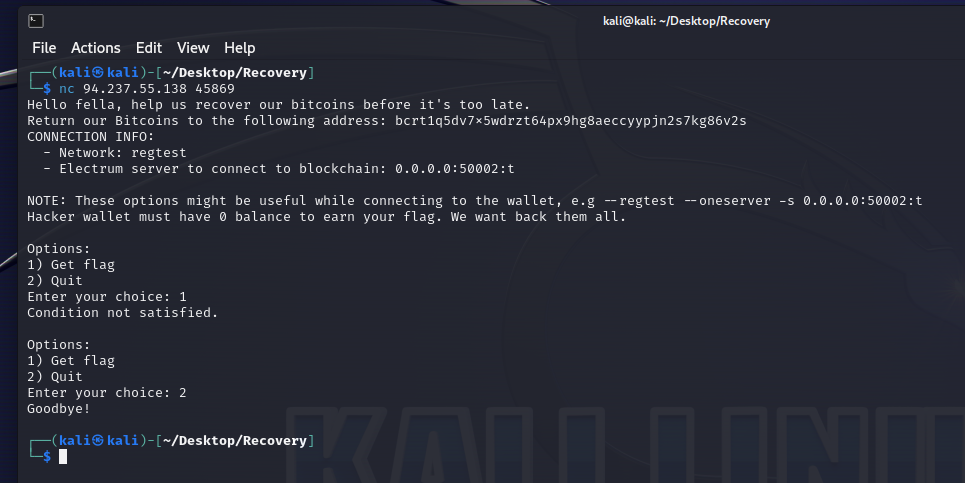 kali@kali: ~/Desktop/Recovery
File Actions Edit View Help
┌──(kali㉿kali)-[~/Desktop/Recovery]
└─$ nc 94.237.55.138 45869
Hello fella, help us recover our bitcoins before it's too late.
Return our Bitcoins to the following address: bcrt1q5dv7×5wdrzt64px9hg8aeccyypjn2s7kg86v2s
CONNECTION INFO:
- Network: regtest
- Electrum server to connect to blockchain: 0.0.0.0:50002:t
NOTE: These options might be useful while connecting to the wallet, e.g --regtest --oneserver -s 0.0.0.0:50002:t
Hacker wallet must have 0 balance to earn your flag. We want back them all.
Options:
1) Get flag
2) Quit
Enter your choice: 1
Condition not satisfied.
Options:
1) Get flag
2) Quit
Enter your choice: 2
Goodbye!
┌──(kali㉿kali)-[~/Desktop/Recovery]
└─$